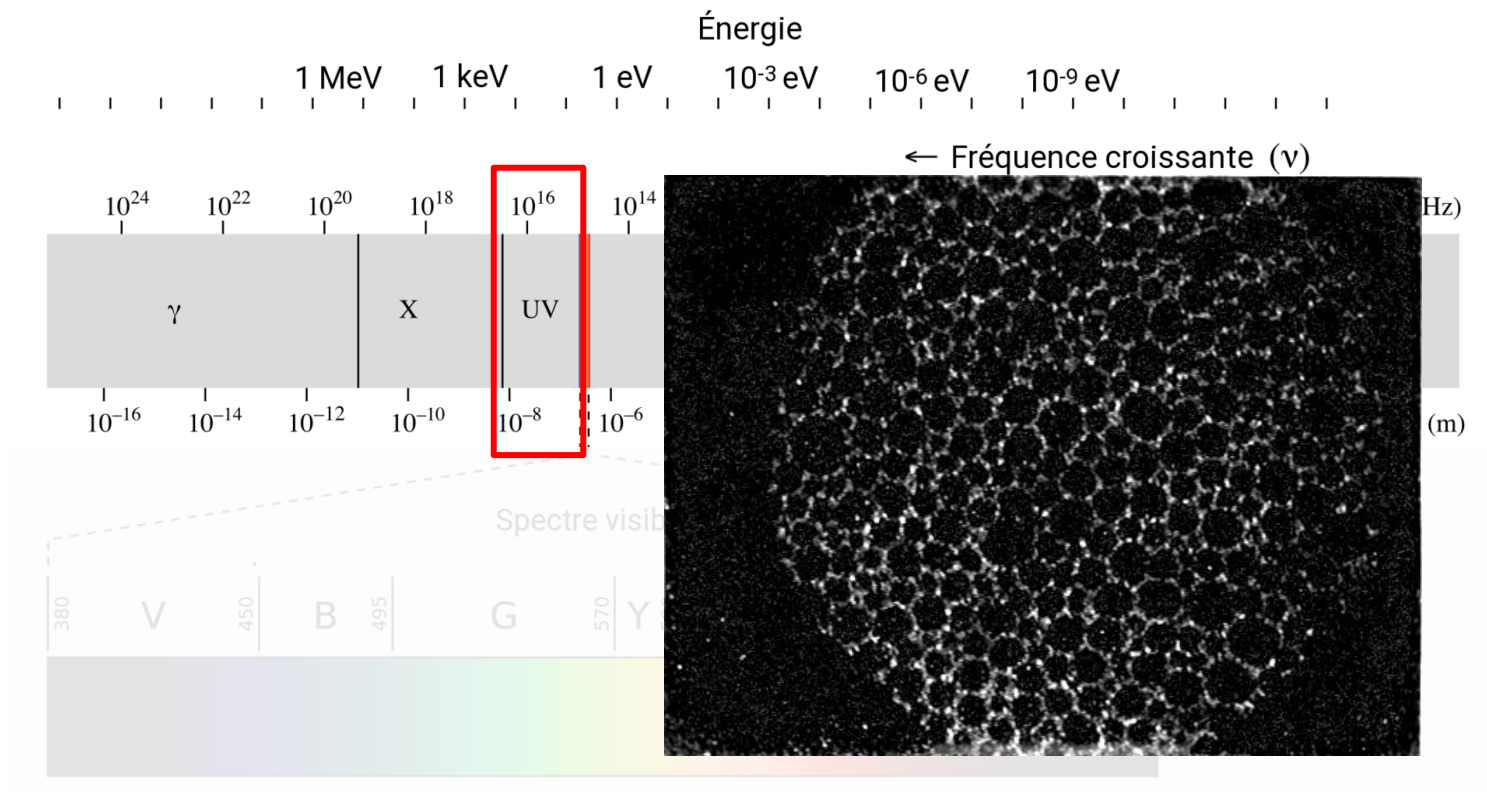 Énergie
1 MeV 1 keV 1 eV 10⁻³ eV 10⁻⁶ eV 10⁻⁹ eV
← Fréquence croissante (ν)
10²⁴ 10²² 10²⁰ 10¹⁸ 10¹⁶ 10¹⁴ Hz)
γ X UV
10⁻¹⁶ 10⁻¹⁴ 10⁻¹² 10⁻¹⁰ 10⁻⁸ 10⁻⁶ (m)
Spectre visib
380 V 450 B 495 G 570 Y